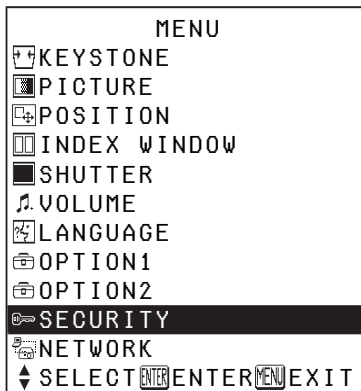 MENU
KEYSTONE
PICTURE
POSITION
INDEX WINDOW
SHUTTER
VOLUME
LANGUAGE
OPTION1
OPTION2
SECURITY
NETWORK
SELECT ENTER ENTER MENU EXIT